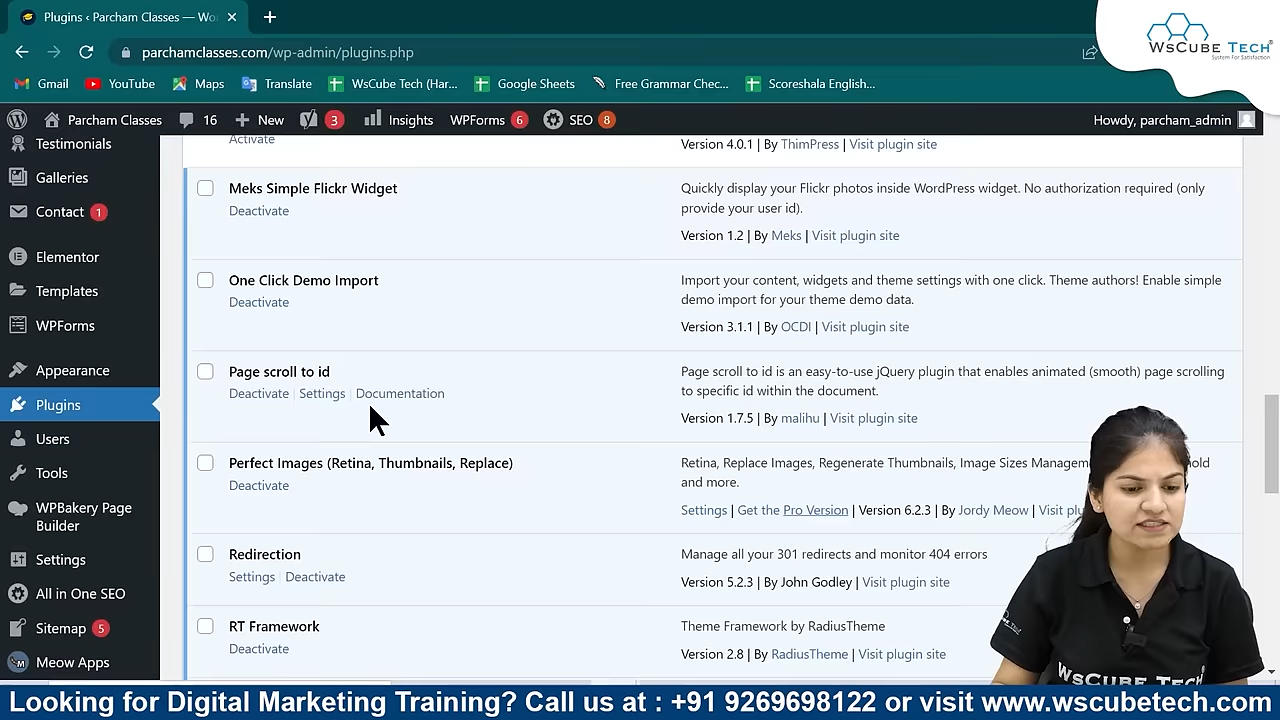 Plugins ‹ Parcham Classes — Wo
WSCUBE TECH
System For Satisfaction
parchamclasses.com/wp-admin/plugins.php
Gmail YouTube Maps Translate WsCube Tech (Har... Google Sheets Free Grammar Chec... Scoreshala English...
Parcham Classes 16 + New 3 Insights WPForms 6 SEO 8 Howdy, parcham_admin
Testimonials
Galleries
Contact 1
Elementor
Templates
WPForms
Appearance
Plugins
Users
Tools
WPBakery Page
Builder
Settings
All in One SEO
Sitemap 5
Meow Apps
Activate
Version 4.0.1 | By ThimPress | Visit plugin site
Meks Simple Flickr Widget
Deactivate
Quickly display your Flickr photos inside WordPress widget. No authorization required (only
provide your user id).
Version 1.2 | By Meks | Visit plugin site
One Click Demo Import
Deactivate
Import your content, widgets and theme settings with one click. Theme authors! Enable simple
demo import for your theme demo data.
Version 3.1.1 | By OCDI | Visit plugin site
Page scroll to id
Deactivate | Settings | Documentation
Page scroll to id is an easy-to-use jQuery plugin that enables animated (smooth) page scrolling
to specific id within the document.
Version 1.7.5 | By malihu | Visit plugin site
Perfect Images (Retina, Thumbnails, Replace)
Deactivate
Retina, Replace Images, Regenerate Thumbnails, Image Sizes
and more.
Settings | Get the Pro Version | Version 6.2.3 | By Jordy Meow | Visit
Redirection
Settings | Deactivate
Manage all your 301 redirects and monitor 404 errors
Version 5.2.3 | By John Godley | Visit plugin site
RT Framework
Deactivate
Theme Framework by RadiusTheme
Version 2.8 | By RadiusTheme | Visit plugin site
WSCUBE TECH
Looking for Digital Marketing Training? Call us at : +91 9269698122 or visit www.wscubetech.com